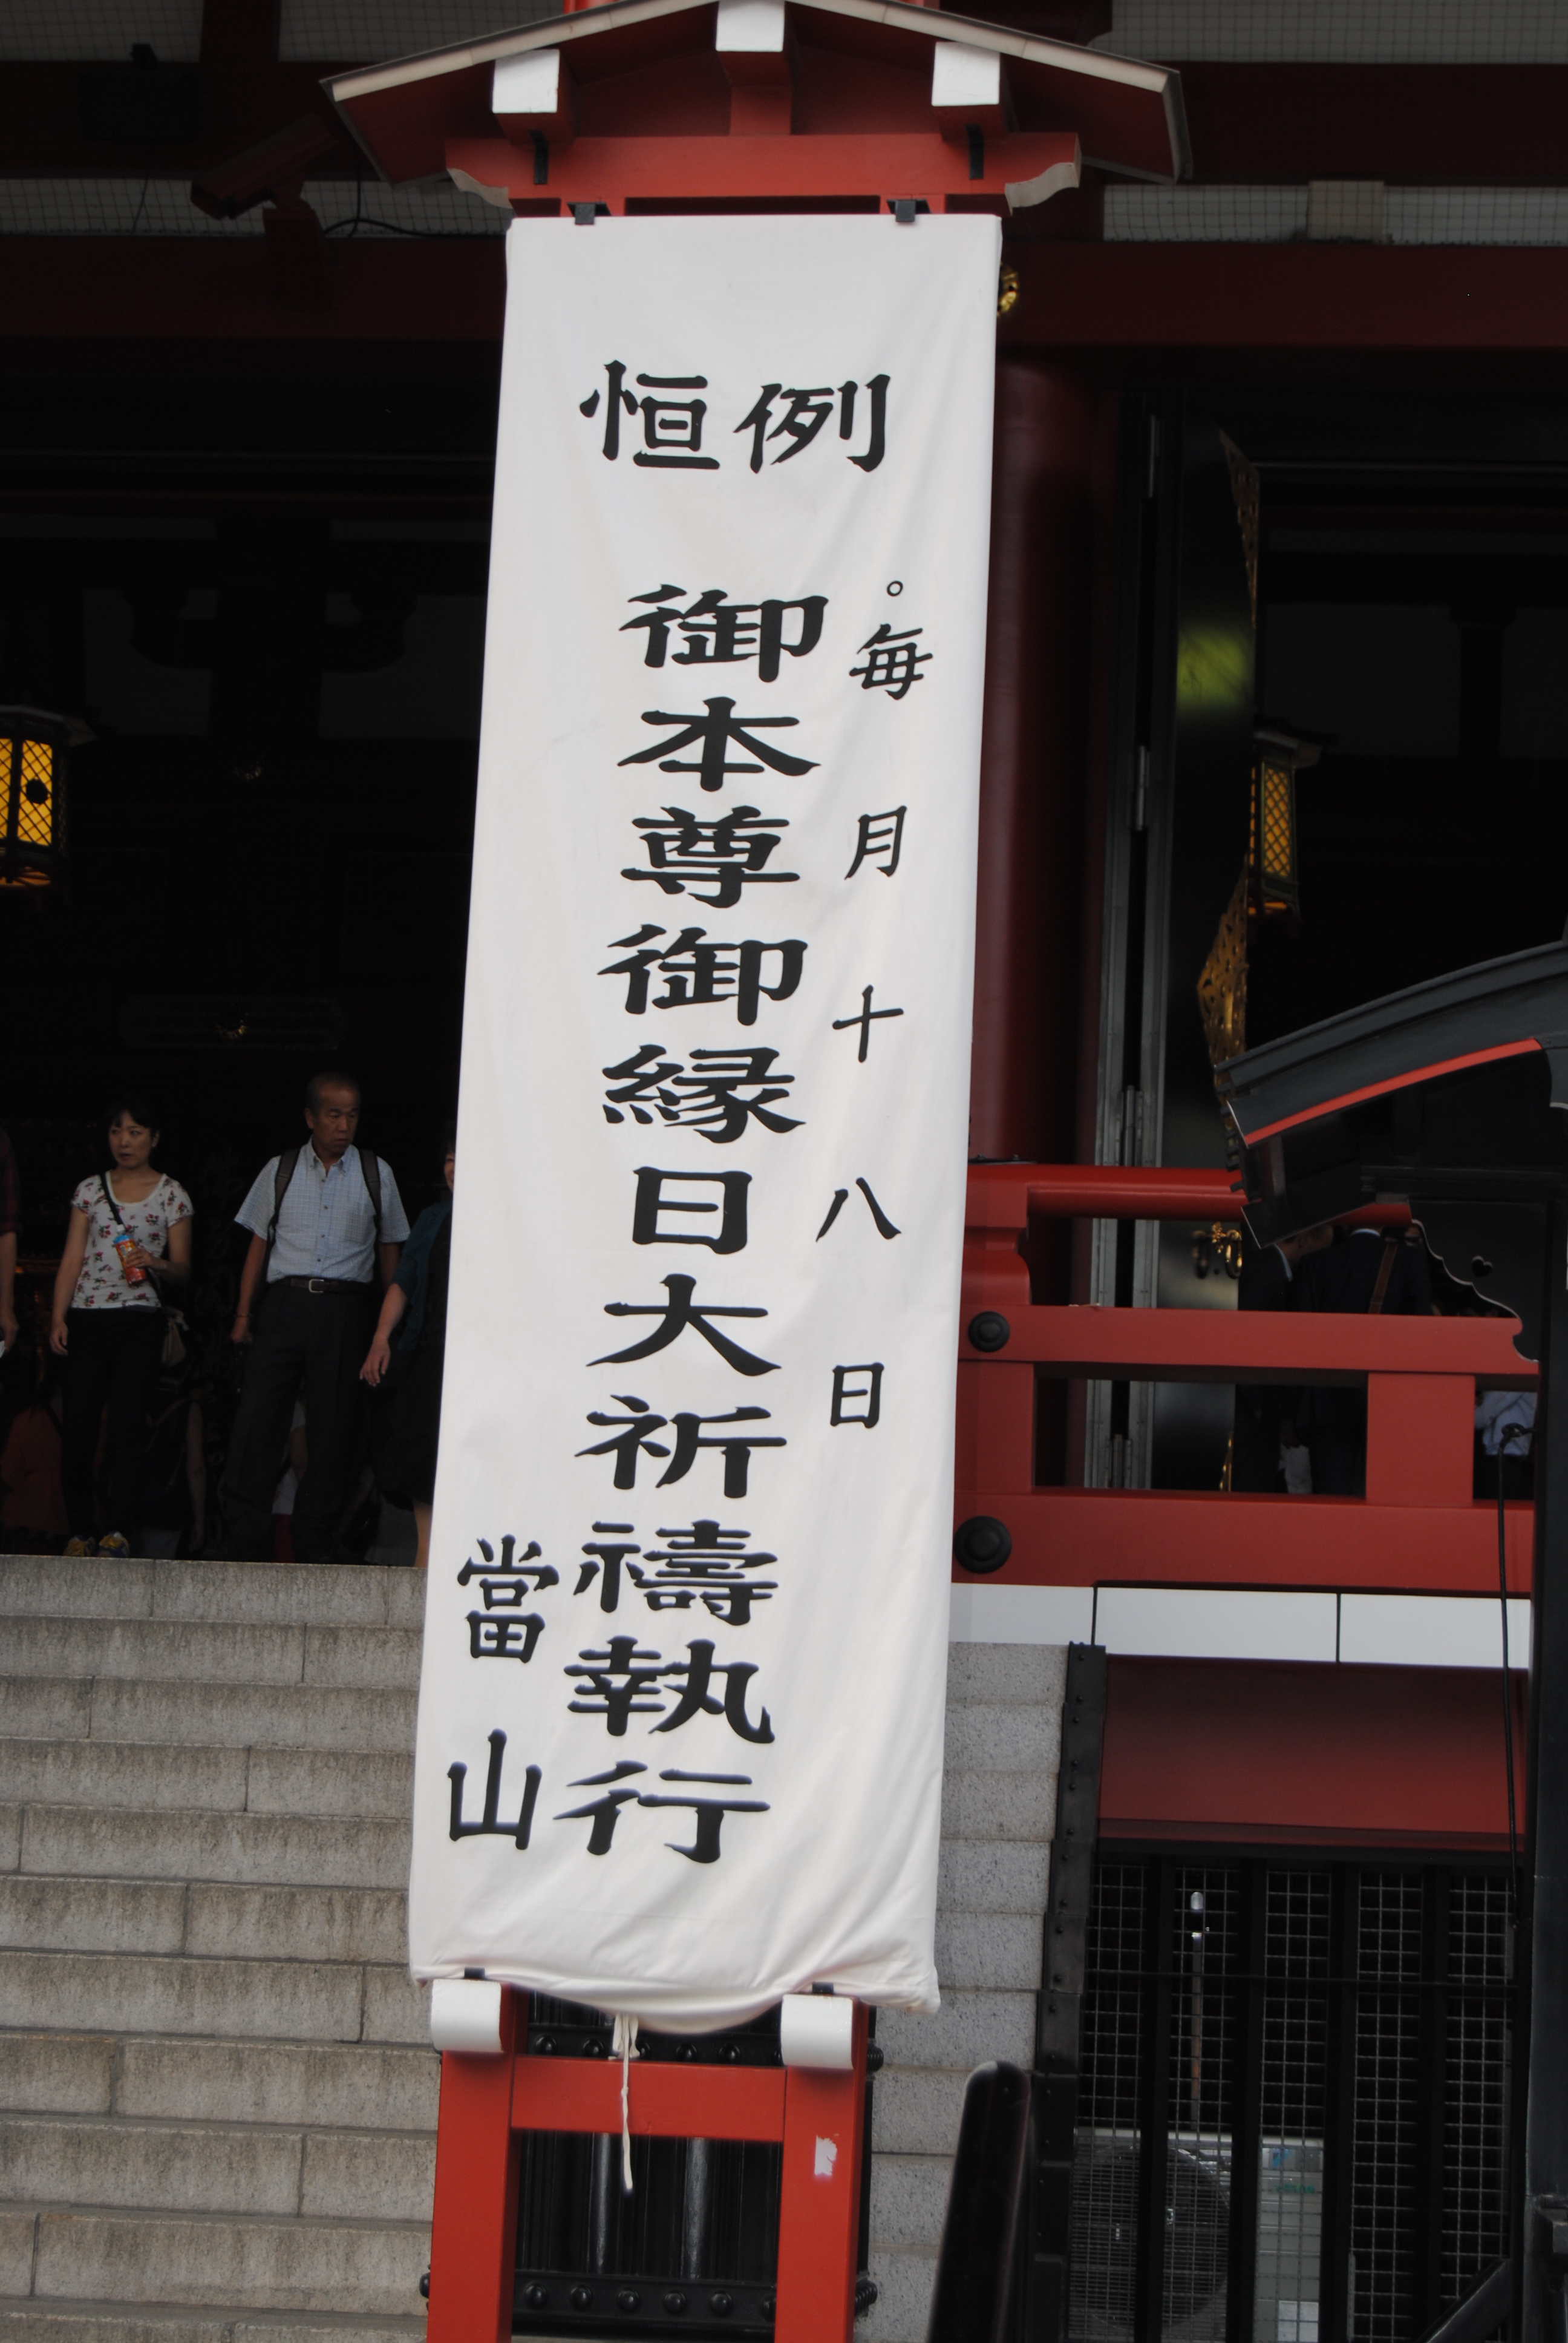 恒例
。毎月十八日
御本尊御縁日大祈禱執行
當山